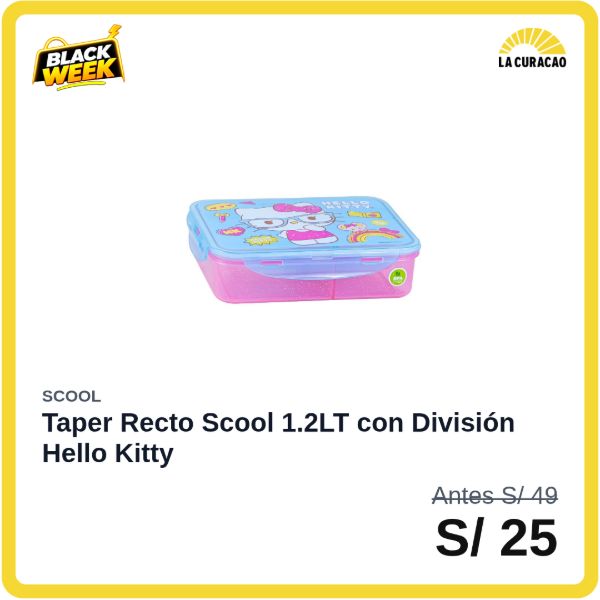 BLACK
WEEK
LA CURACAO
HELLO
KITTY
SCOOL
Taper Recto Scool 1.2LT con División
Hello Kitty
Antes S/ 49
S/ 25